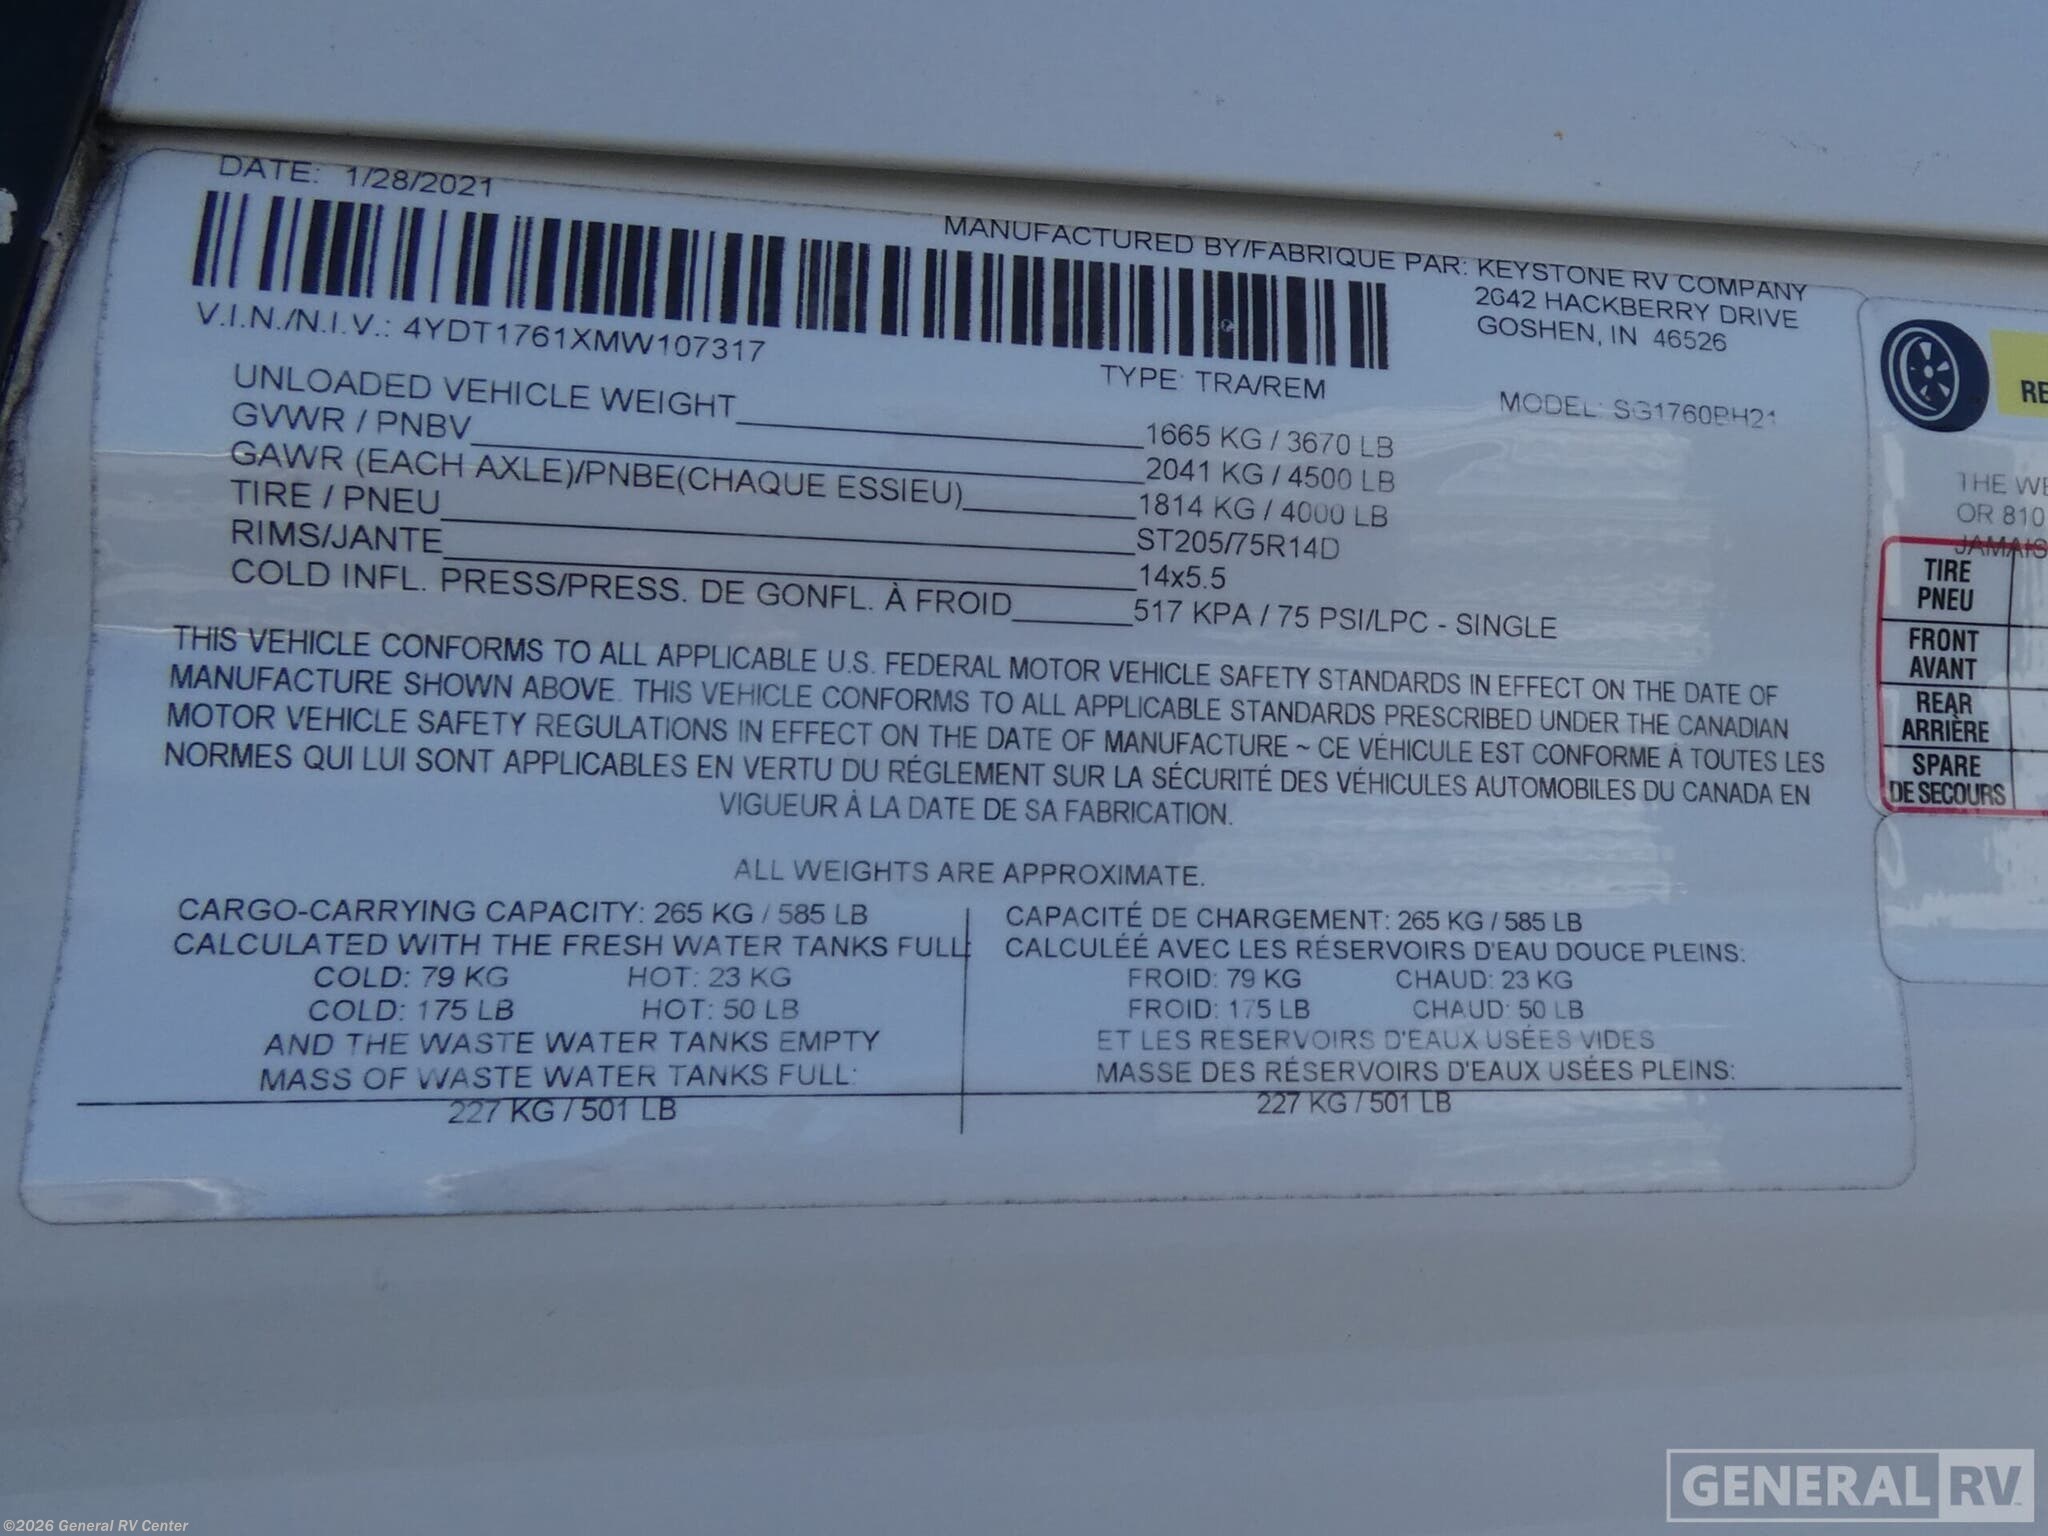 DATE: 1/28/2021
MANUFACTURED BY/FABRIQUE PAR: KEYSTONE RV COMPANY
2642 HACKBERRY DRIVE
GOSHEN, IN 46526
V.I.N./N.I.V.: 4YDT1761XMW107317
TYPE: TRA/REM
MODEL: SG1760BH21
UNLOADED VEHICLE WEIGHT 1665 KG / 3670 LB
GVWR / PNBV 2041 KG / 4500 LB
GAWR (EACH AXLE)/PNBE(CHAQUE ESSIEU) 1814 KG / 4000 LB
TIRE / PNEU ST205/75R14D
RIMS/JANTE 14x5.5
COLD INFL. PRESS/PRESS. DE GONFL. À FROID 517 KPA / 75 PSI/LPC - SINGLE
THIS VEHICLE CONFORMS TO ALL APPLICABLE U.S. FEDERAL MOTOR VEHICLE SAFETY STANDARDS IN EFFECT ON THE DATE OF
MANUFACTURE SHOWN ABOVE. THIS VEHICLE CONFORMS TO ALL APPLICABLE STANDARDS PRESCRIBED UNDER THE CANADIAN
MOTOR VEHICLE SAFETY REGULATIONS IN EFFECT ON THE DATE OF MANUFACTURE ~ CE VÉHICULE EST CONFORME À TOUTES LES
NORMES QUI LUI SONT APPLICABLES EN VERTU DU RÉGLEMENT SUR LA SÉCURITÉ DES VÉHICULES AUTOMOBILES DU CANADA EN
VIGUEUR À LA DATE DE SA FABRICATION.
ALL WEIGHTS ARE APPROXIMATE.
CARGO-CARRYING CAPACITY: 265 KG / 585 LB
CALCULATED WITH THE FRESH WATER TANKS FULL:
COLD: 79 KG HOT: 23 KG
COLD: 175 LB HOT: 50 LB
AND THE WASTE WATER TANKS EMPTY
MASS OF WASTE WATER TANKS FULL:
227 KG / 501 LB
CAPACITÉ DE CHARGEMENT: 265 KG / 585 LB
CALCULÉÉ AVEC LES RÉSERVOIRS D'EAU DOUCE PLEINS:
FROID: 79 KG CHAUD: 23 KG
FROID: 175 LB CHAUD: 50 LB
ET LES RESERVOIRS D'EAUX USÉES VIDES
MASSE DES RÉSERVOIRS D'EAUX USÉES PLEINS:
227 KG / 501 LB
THE
OR 810
JAMAIS
TIRE
PNEU
FRONT
AVANT
REAR
ARRIÈRE
SPARE
DE SECOURS
GENERAL RV
©2026 General RV Center